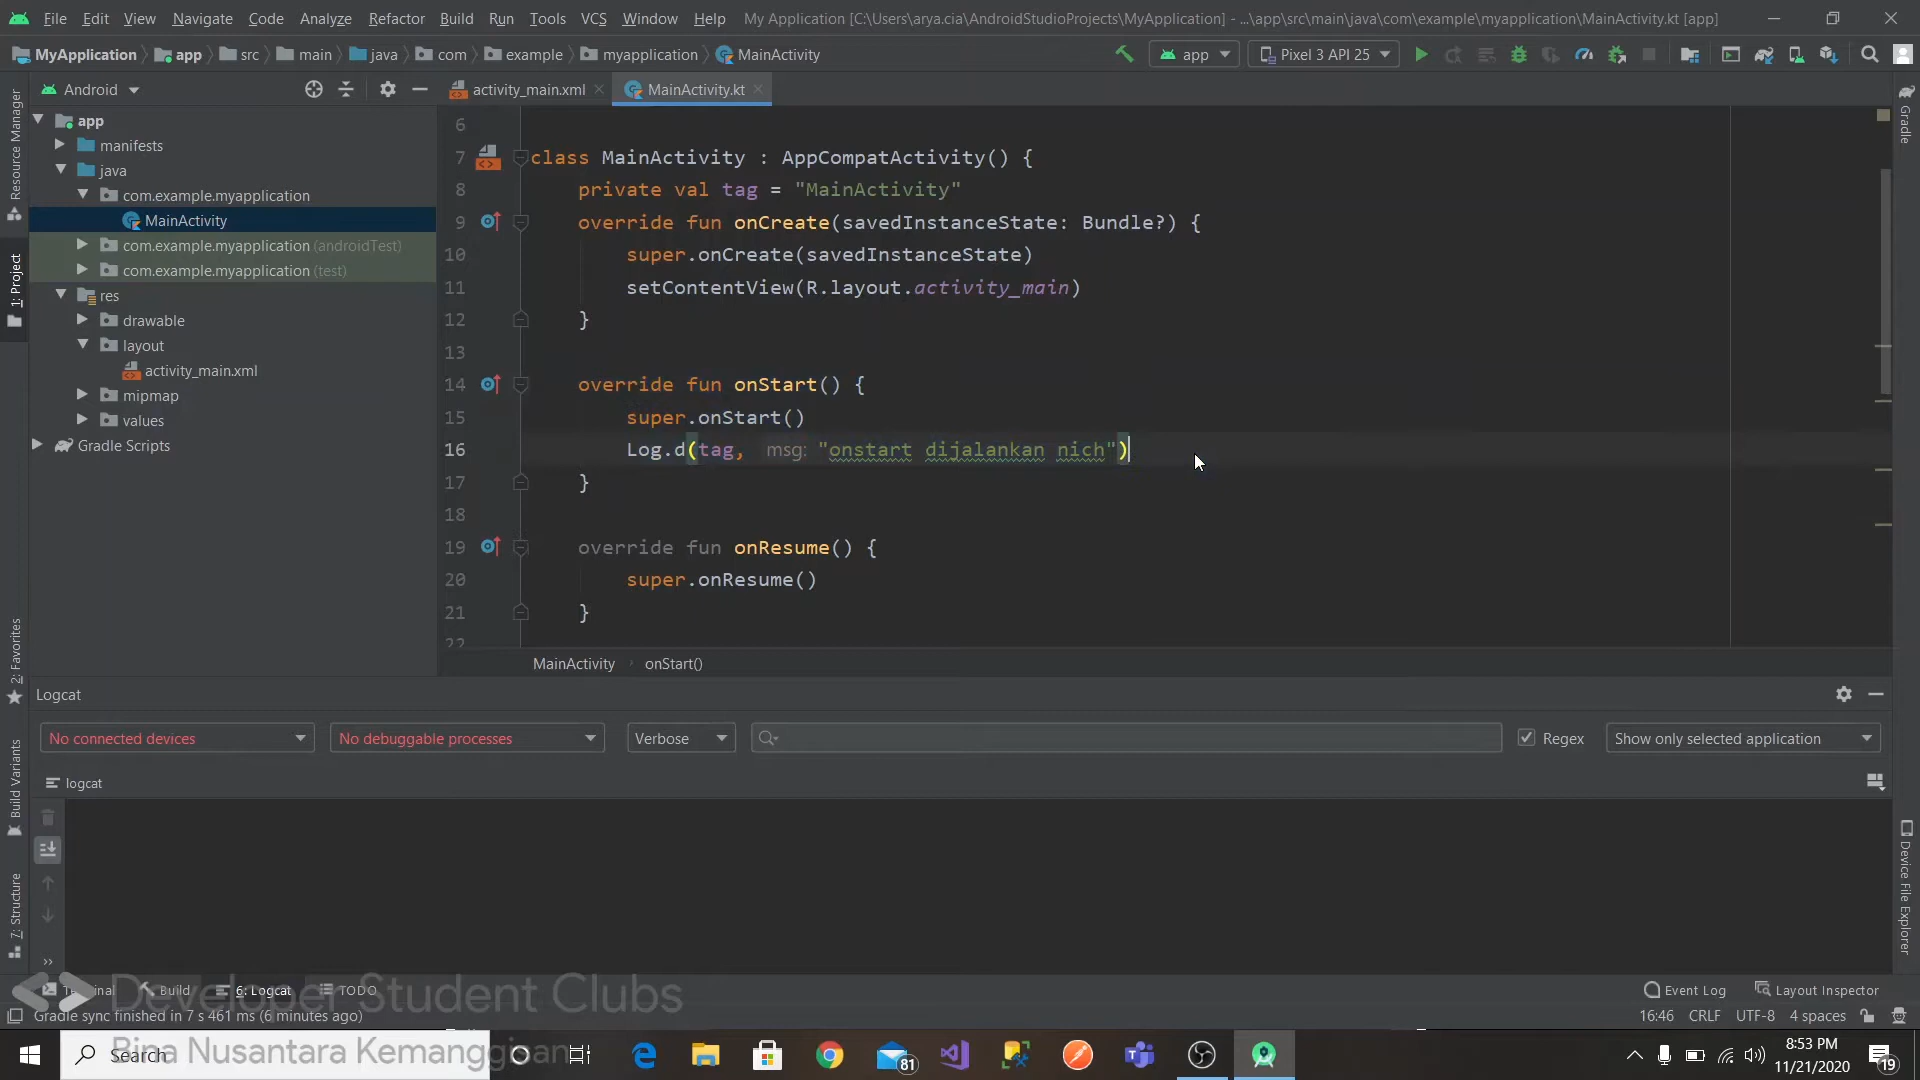 File Edit View Navigate Code Analyze Refactor Build Run Tools VCS Window Help My Application [C:\Users\arya.cia\AndroidStudioProjects\MyApplication] - ...\app\src\main\java\com\example\myapplication\MainActivity.kt [app]
MyApplication app src main java com example myapplication MainActivity app Pixel 3 API 25
Android activity_main.xml MainActivity.kt
app
manifests
java
com.example.myapplication
MainActivity
com.example.myapplication (androidTest)
com.example.myapplication (test)
res
drawable
layout
activity_main.xml
mipmap
values
Gradle Scripts
Resource Manager
1: Project
2: Favorites
Build Variants
7: Structure
6
7 class MainActivity : AppCompatActivity() {
8 private val tag = "MainActivity"
9 override fun onCreate(savedInstanceState: Bundle?) {
10 super.onCreate(savedInstanceState)
11 setContentView(R.layout.activity_main)
12 }
13
14 override fun onStart() {
15 super.onStart()
16 Log.d(tag, msg: "onstart dijalankan nich")
17 }
18
19 override fun onResume() {
20 super.onResume()
21 }
22
MainActivity onStart()
Gradle
Device File Explorer
Logcat
No connected devices No debuggable processes Verbose Regex Show only selected application
logcat
Build 6: Logcat TODO Event Log Layout Inspector
Developer Student Clubs
Gradle sync finished in 7 s 461 ms (6 minutes ago) 16:46 CRLF UTF-8 4 spaces
Bina Nusantara Kemanggisan
Search 81 8:53 PM
11/21/2020 19